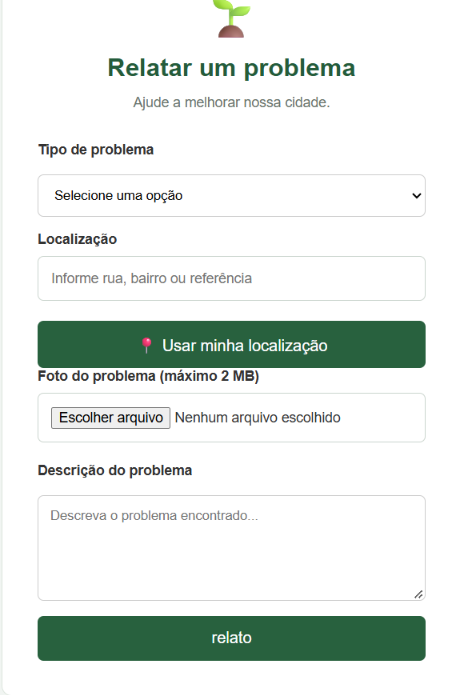 Relatar um problema
Ajude a melhorar nossa cidade.
Tipo de problema
Selecione uma opção
Localização
Informe rua, bairro ou referência
📍 Usar minha localização
Foto do problema (máximo 2 MB)
Escolher arquivo Nenhum arquivo escolhido
Descrição do problema
Descreva o problema encontrado...
relato